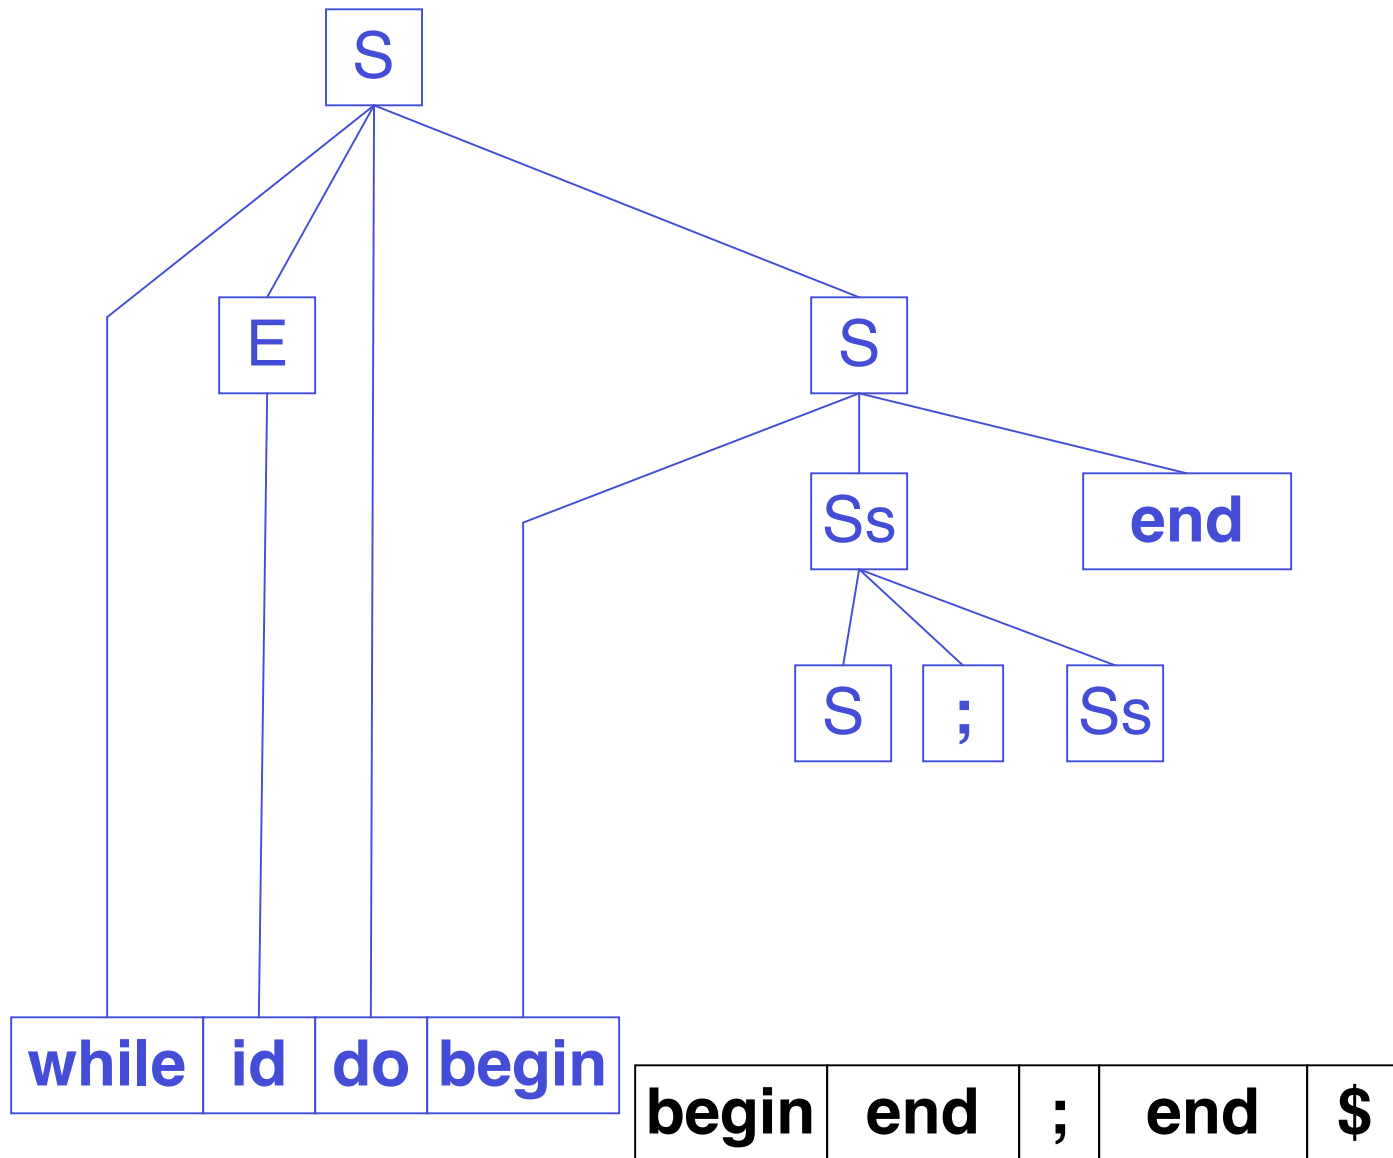 S
E S
Ss end
S ; Ss
while id do begin
begin end ; end $